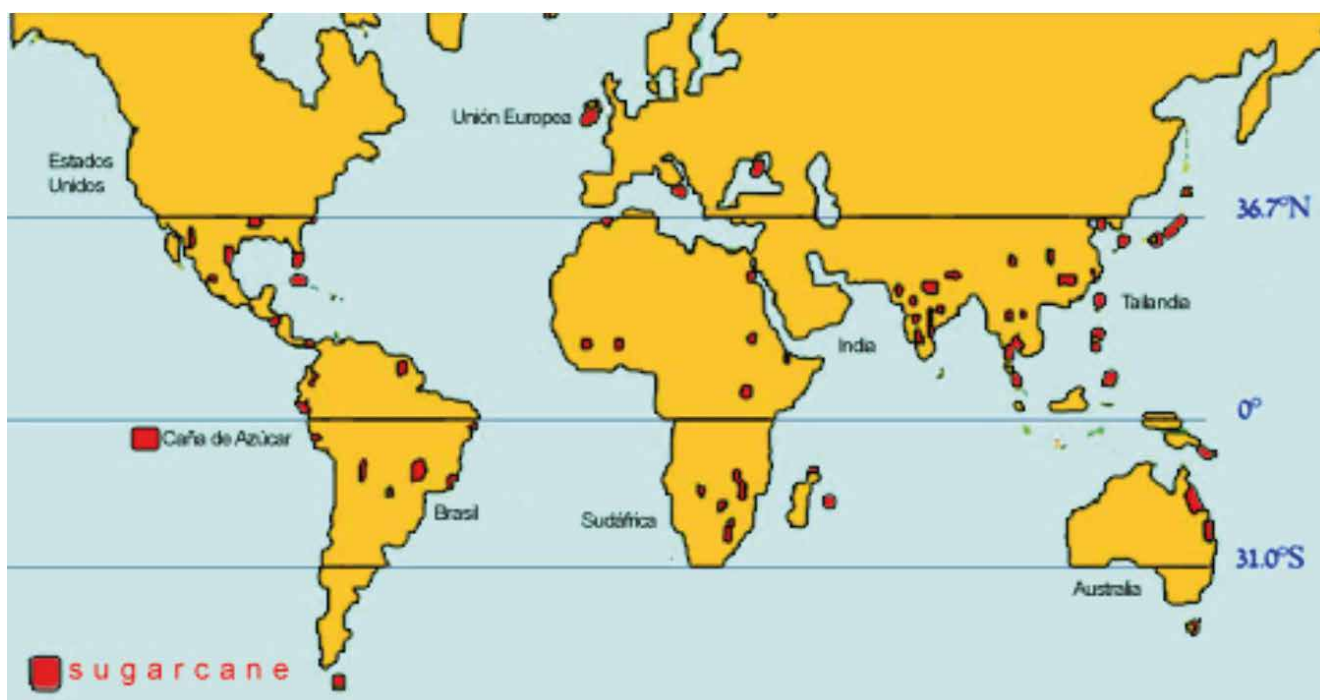 Unión Europea
Estados
Unidos
36.7°N
Tailandia
India
0°
Caña de Azúcar
Brasil
Sudáfrica
31.0°S
Australia
sugarcane